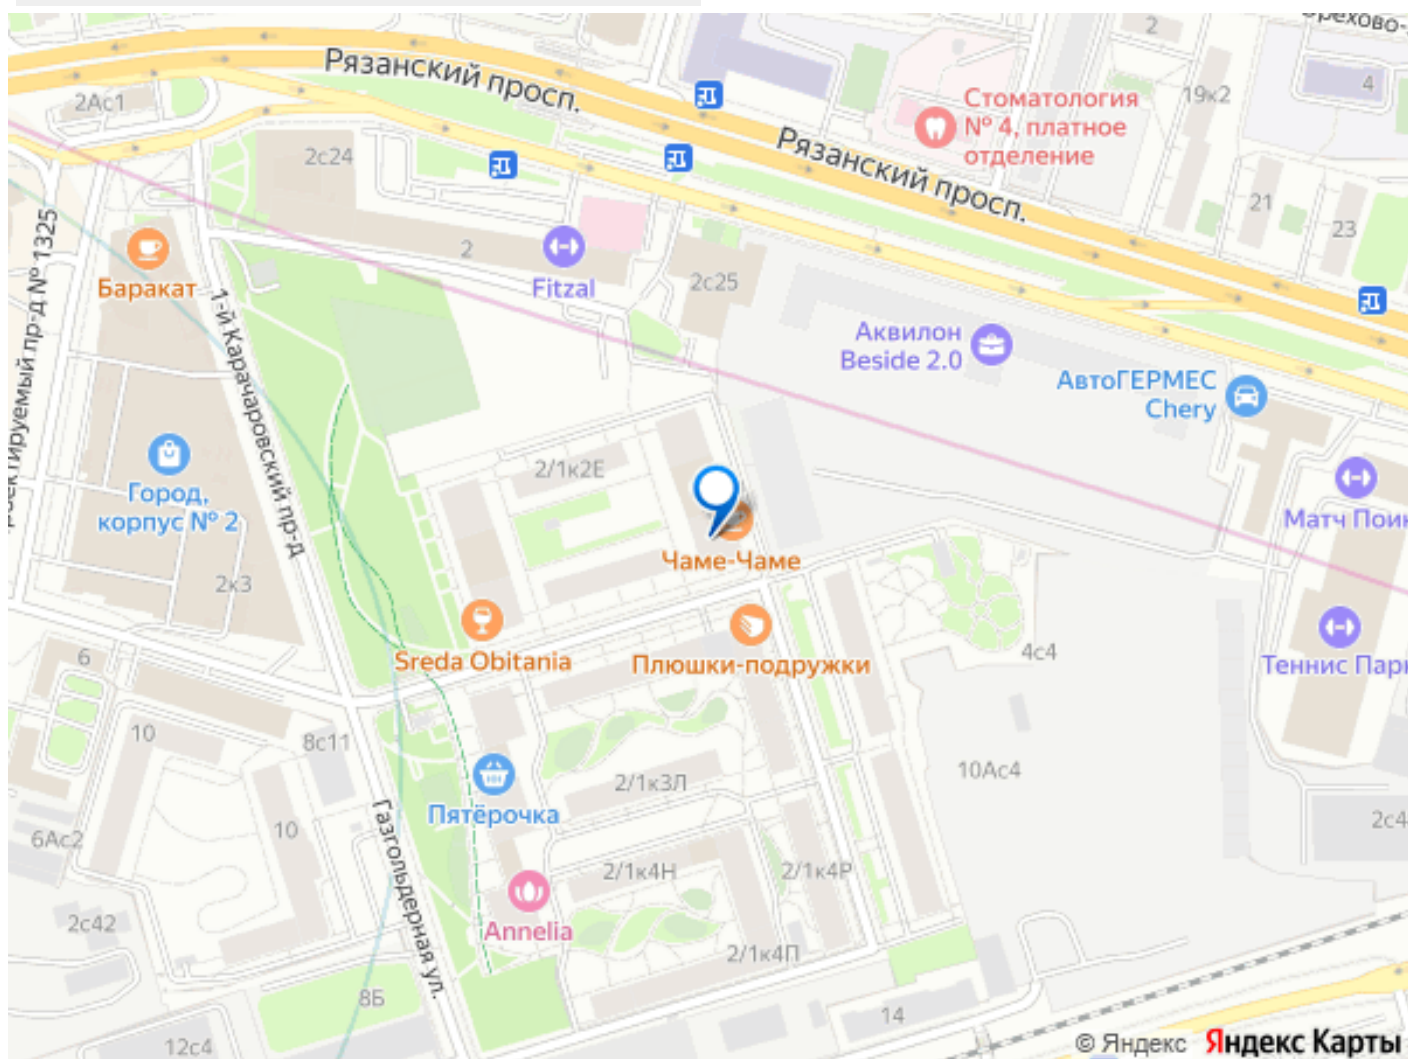 Орехово-
Рязанский просп.
2
4
2Ас1
19к2
Стоматология
№ 4, платное
отделение
Рязанский просп.
2с24
21
23
2
Баракат
Fitzal
2с25
1-й Карачаровский пр-д
Аквилон
Beside 2.0
АвтоГЕРМЕС
Chery
2/1к2Е
Город,
корпус № 2
Матч Поин
Чаме-Чаме
2к3
Sreda Obitania
Плюшки-подружки
4с4
Теннис Парк
6
10
8с11
10Ас4
2/1к3Л
Пятёрочка
6Ас2
10
2с4
Газгольдерная ул.
2/1к4Н
2/1к4Р
2с42
Annelia
2/1к4П
8Б
14
12с4
© Яндекс Яндекс Карты